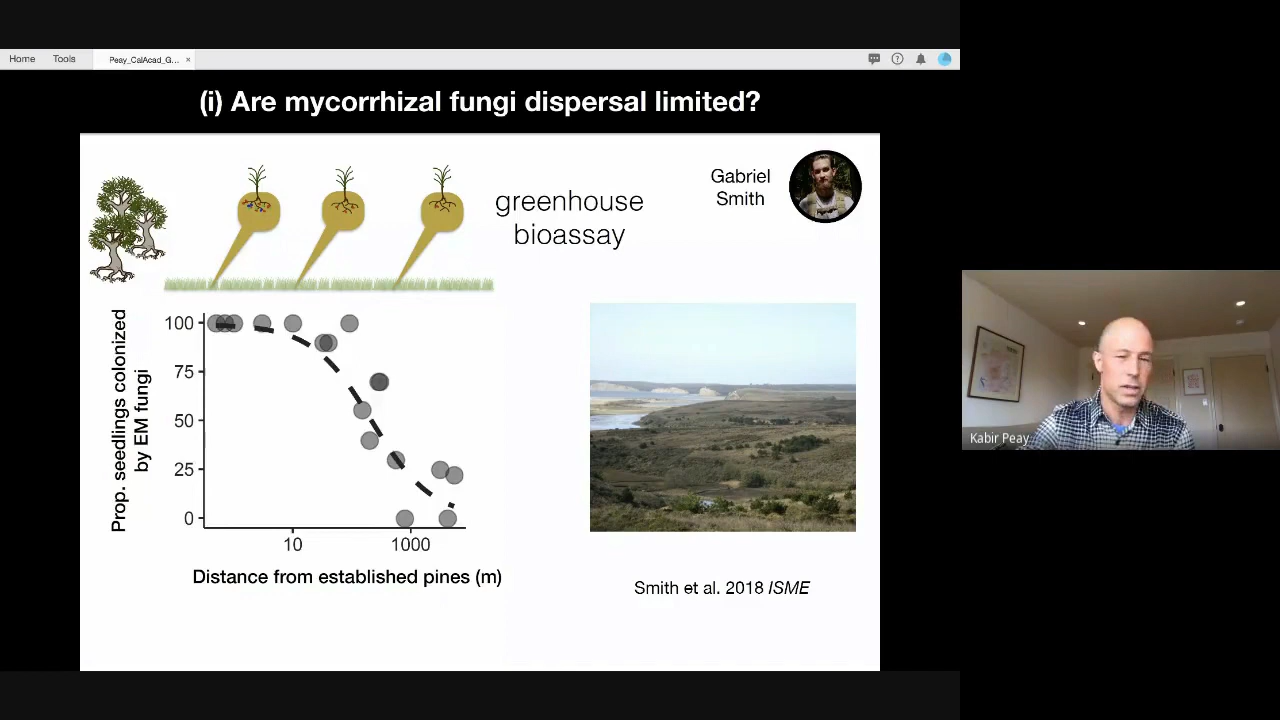 Home Tools Peay_CalAcad_G... ×
(i) Are mycorrhizal fungi dispersal limited?
greenhouse
bioassay
Gabriel
Smith
Prop. seedlings colonized
by EM fungi
100
75
50
25
0
10 1000
Distance from established pines (m)
Smith et al. 2018 ISME
Kabir Peay